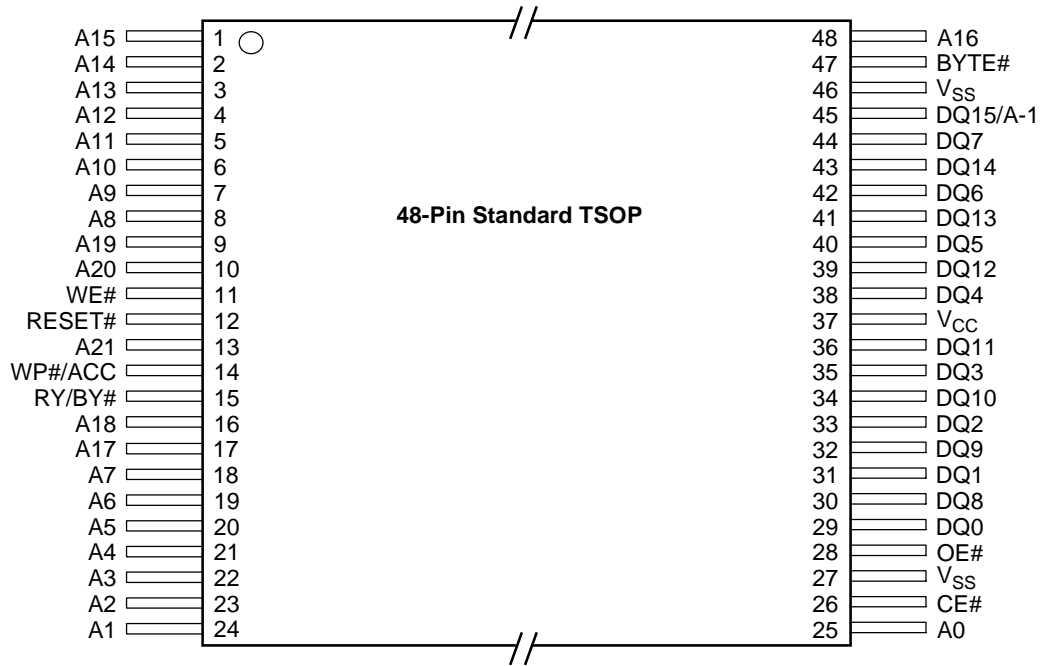 A15 1 48 A16
A14 2 47 BYTE#
A13 3 46 VSS
A12 4 45 DQ15/A-1
A11 5 44 DQ7
A10 6 43 DQ14
A9 7 42 DQ6
A8 8 48-Pin Standard TSOP 41 DQ13
A19 9 40 DQ5
A20 10 39 DQ12
WE# 11 38 DQ4
RESET# 12 37 VCC
A21 13 36 DQ11
WP#/ACC 14 35 DQ3
RY/BY# 15 34 DQ10
A18 16 33 DQ2
A17 17 32 DQ9
A7 18 31 DQ1
A6 19 30 DQ8
A5 20 29 DQ0
A4 21 28 OE#
A3 22 27 VSS
A2 23 26 CE#
A1 24 25 A0